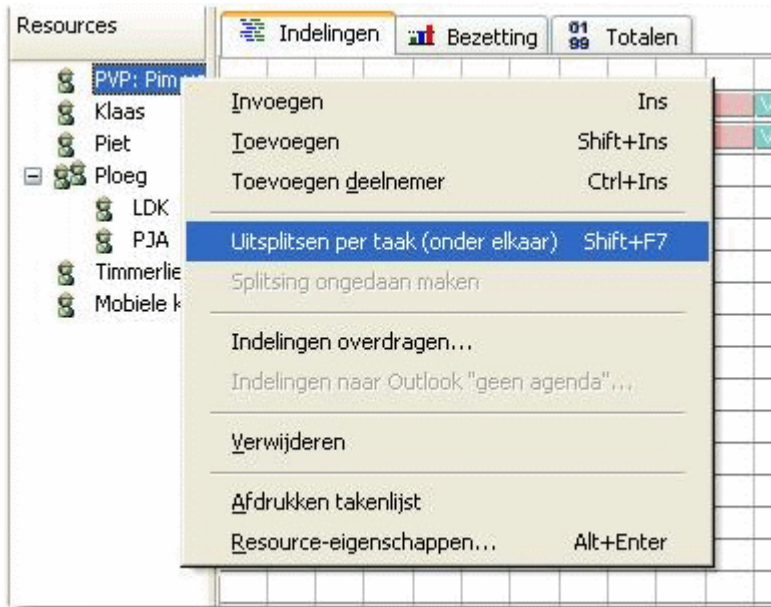 Resources
Indelingen Bezetting 01 99 Totalen
PVP: Pim
Klaas
Piet
Ploeg
LDK
PJA
Invoegen Ins
Toevoegen Shift+Ins
Toevoegen deelnemer Ctrl+Ins
Uitsplitsen per taak (onder elkaar) Shift+F7
Splitsing ongedaan maken
Indelingen overdragen...
Indelingen naar Outlook "geen agenda"...
Verwijderen
Afdrukken takenlijst
Resource-eigenschappen... Alt+Enter